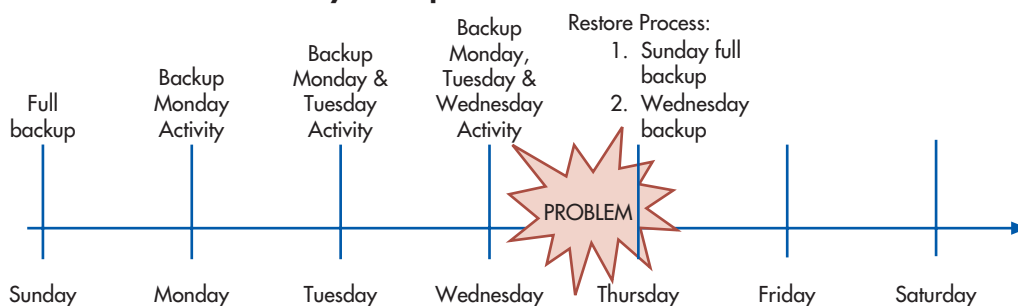 Full
backup
Backup
Monday
Activity
Backup
Monday &
Tuesday
Activity
Backup
Monday,
Tuesday &
Wednesday
Activity
Restore Process:
1. Sunday full
backup
2. Wednesday
backup
PROBLEM
Sunday
Monday
Tuesday
Wednesday
Thursday
Friday
Saturday